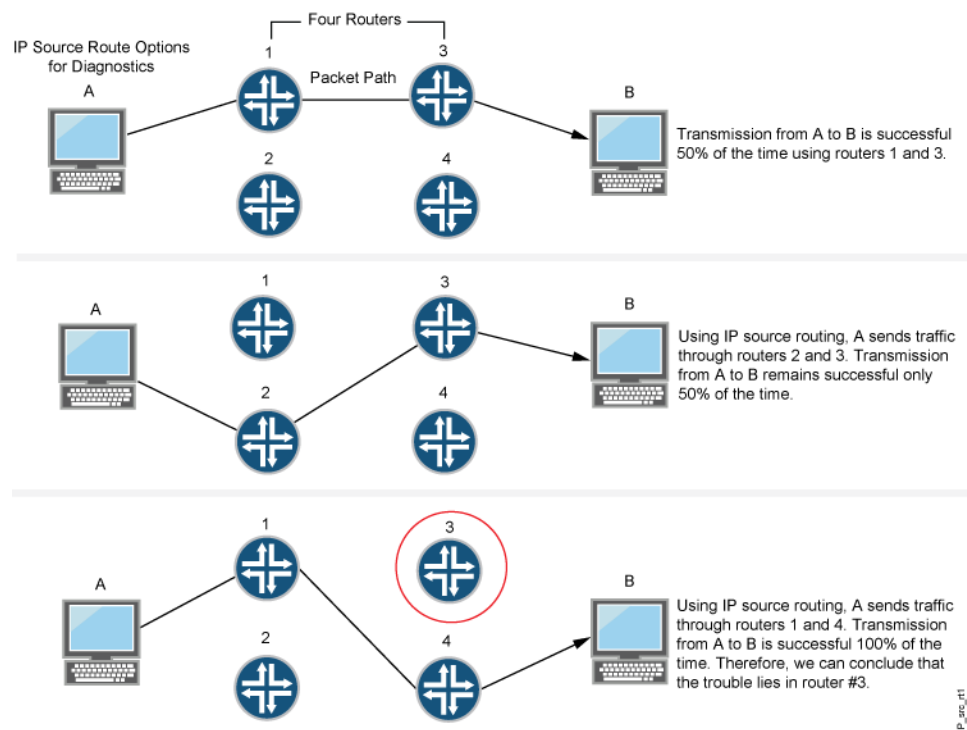 Four Routers
IP Source Route Options
for Diagnostics
1
3
A
Packet Path
B
Transmission from A to B is successful
50% of the time using routers 1 and 3.
2
4
1
3
A
B
Using IP source routing, A sends traffic
through routers 2 and 3. Transmission
from A to B remains successful only
50% of the time.
2
4
1
3
A
B
Using IP source routing, A sends traffic
through routers 1 and 4. Transmission
from A to B is successful 100% of the
time. Therefore, we can conclude that
the trouble lies in router #3.
2
4
P_src_rt1